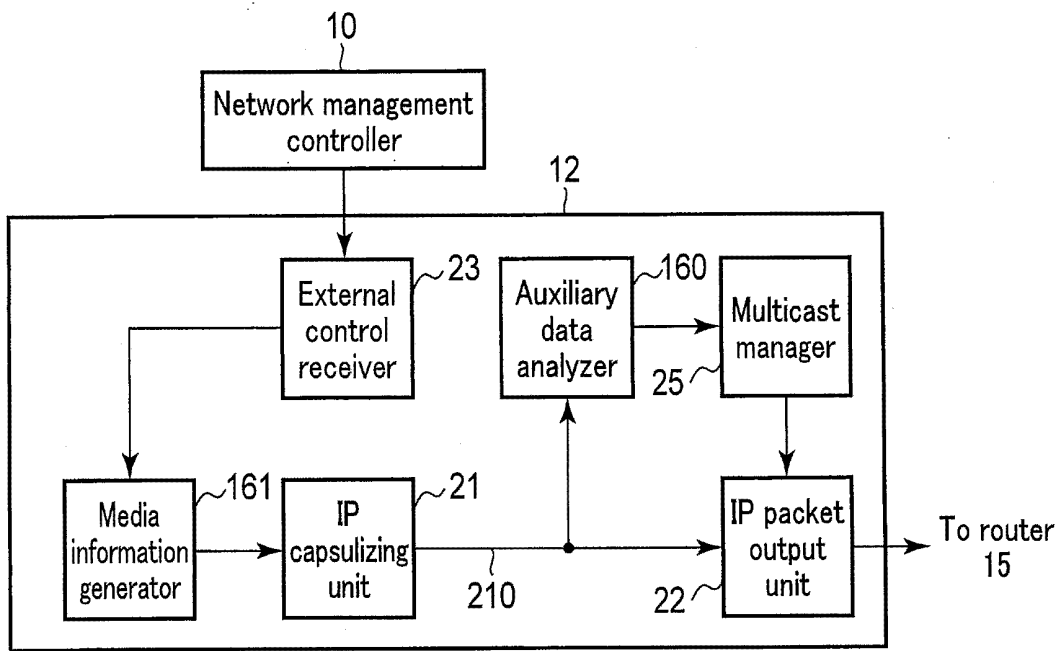 10
Network management
controller
12
External
control
receiver
23
Auxiliary
data
analyzer
160
Multicast
manager
25
Media
information
generator
161
IP
capsulizing
unit
21
210
IP packet
output
unit
22
To router
15